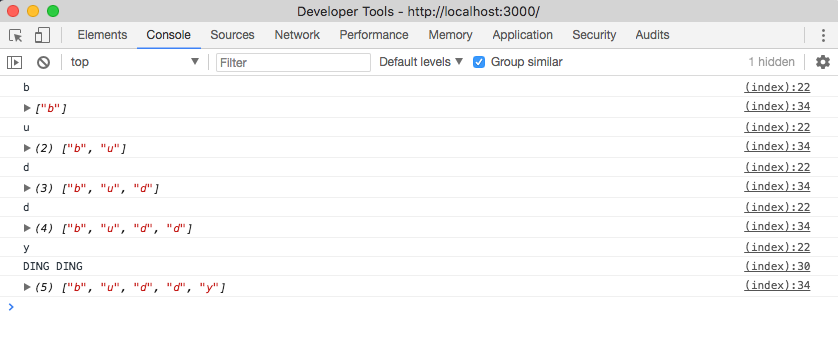 Developer Tools - http://localhost:3000/
Elements Console Sources Network Performance Memory Application Security Audits
top Filter Default levels Group similar 1 hidden
b (index):22
["b"] (index):34
u (index):22
(2) ["b", "u"] (index):34
d (index):22
(3) ["b", "u", "d"] (index):34
d (index):22
(4) ["b", "u", "d", "d"] (index):34
y (index):22
DING DING (index):30
(5) ["b", "u", "d", "d", "y"] (index):34